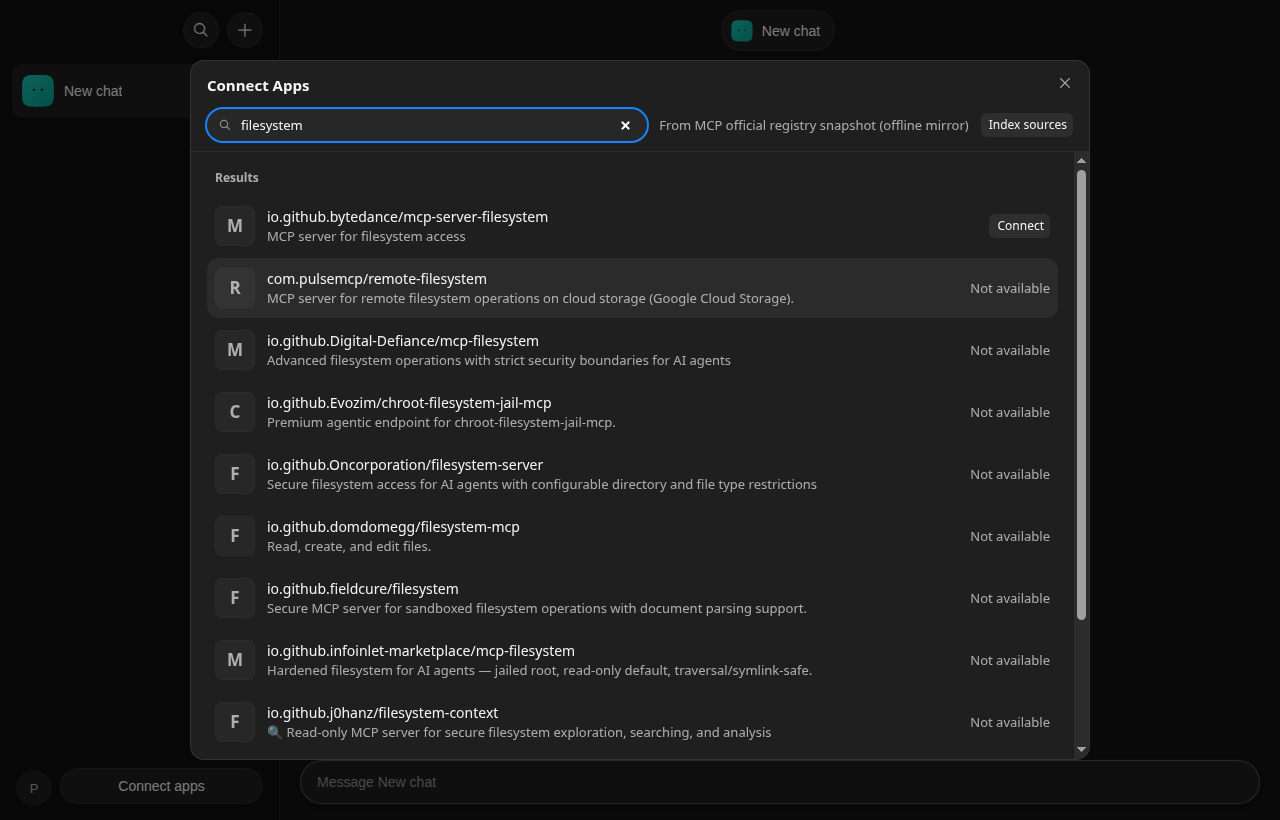 New chat
New chat
Connect Apps
filesystem
From MCP official registry snapshot (offline mirror)
Index sources
Results
M
io.github.bytedance/mcp-server-filesystem
MCP server for filesystem access
Connect
R
com.pulsemcp/remote-filesystem
MCP server for remote filesystem operations on cloud storage (Google Cloud Storage).
Not available
M
io.github.Digital-Defiance/mcp-filesystem
Advanced filesystem operations with strict security boundaries for AI agents
Not available
C
io.github.Evozim/chroot-filesystem-jail-mcp
Premium agentic endpoint for chroot-filesystem-jail-mcp.
Not available
F
io.github.Oncorporation/filesystem-server
Secure filesystem access for AI agents with configurable directory and file type restrictions
Not available
F
io.github.domdomegg/filesystem-mcp
Read, create, and edit files.
Not available
F
io.github.fieldcure/filesystem
Secure MCP server for sandboxed filesystem operations with document parsing support.
Not available
M
io.github.infoinlet-marketplace/mcp-filesystem
Hardened filesystem for AI agents — jailed root, read-only default, traversal/symlink-safe.
Not available
F
io.github.j0hanz/filesystem-context
🔍 Read-only MCP server for secure filesystem exploration, searching, and analysis
Not available
P
Connect apps
Message New chat